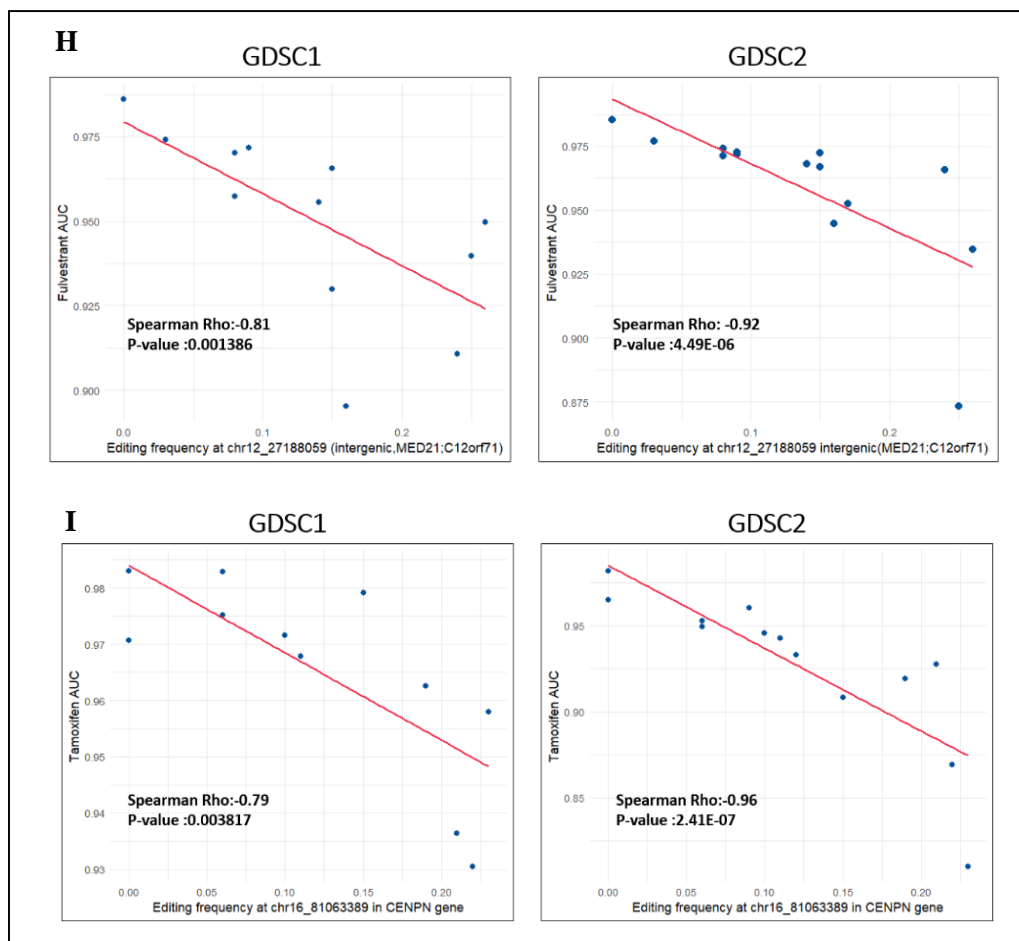 H
GDSC1
GDSC2
0.975
0.950
0.925
0.900
Fulvestrant AUC
Spearman Rho:-0.81
P-value :0.001386
0.0
0.1
0.2
Editing frequency at chr12_27188059 (intergenic,MED21;C12orf71)
0.975
0.950
0.925
0.900
0.875
Fulvestrant AUC
Spearman Rho: -0.92
P-value :4.49E-06
0.0
0.1
0.2
Editing frequency at chr12_27188059 intergenic(MED21;C12orf71)
I
GDSC1
GDSC2
0.98
0.97
0.96
0.95
0.94
0.93
Tamoxifen AUC
Spearman Rho:-0.79
P-value :0.003817
0.00
0.05
0.10
0.15
0.20
Editing frequency at chr16_81063389 in CENPN gene
0.95
0.90
0.85
Tamoxifen AUC
Spearman Rho:-0.96
P-value :2.41E-07
0.00
0.05
0.10
0.15
0.20
Editing frequency at chr16_81063389 in CENPN gene